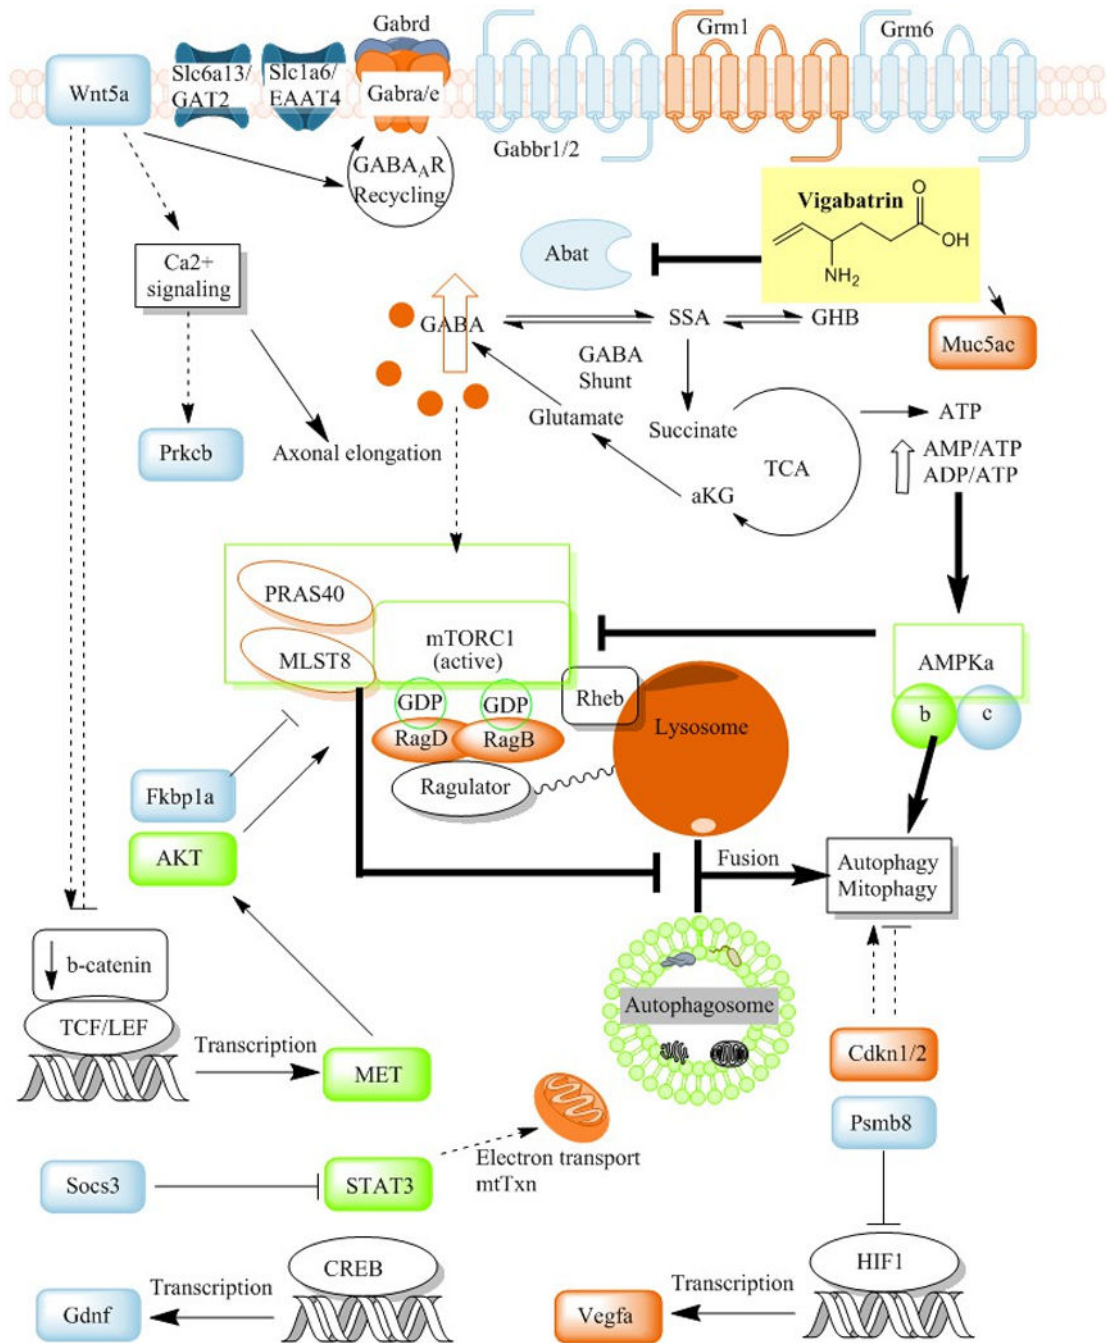 Gabrd
Grm1
Grm6
Wnt5a
Slc6a13/
GAT2
Slc1a6/
EAAT4
Gabra/e
Gabbr1/2
GABAAR
Recycling
Vigabatrin
O
OH
NH2
Abat
Ca2+
signaling
GABA
SSA
GHB
Muc5ac
GABA
Shunt
Glutamate
Succinate
ATP
AMP/ATP
ADP/ATP
TCA
aKG
Prkcb
Axonal elongation
PRAS40
MLST8
mTORC1
(active)
AMPKa
b
c
GDP
GDP
Rheb
RagD
RagB
Lysosome
Ragulator
Fkbp1a
AKT
Fusion
Autophagy
Mitophagy
b-catenin
TCF/LEF
Autophagosome
Transcription
MET
Cdkn1/2
Psmb8
Electron transport
mtTxn
Socs3
STAT3
CREB
HIF1
Transcription
Gdnf
Transcription
Vegfa